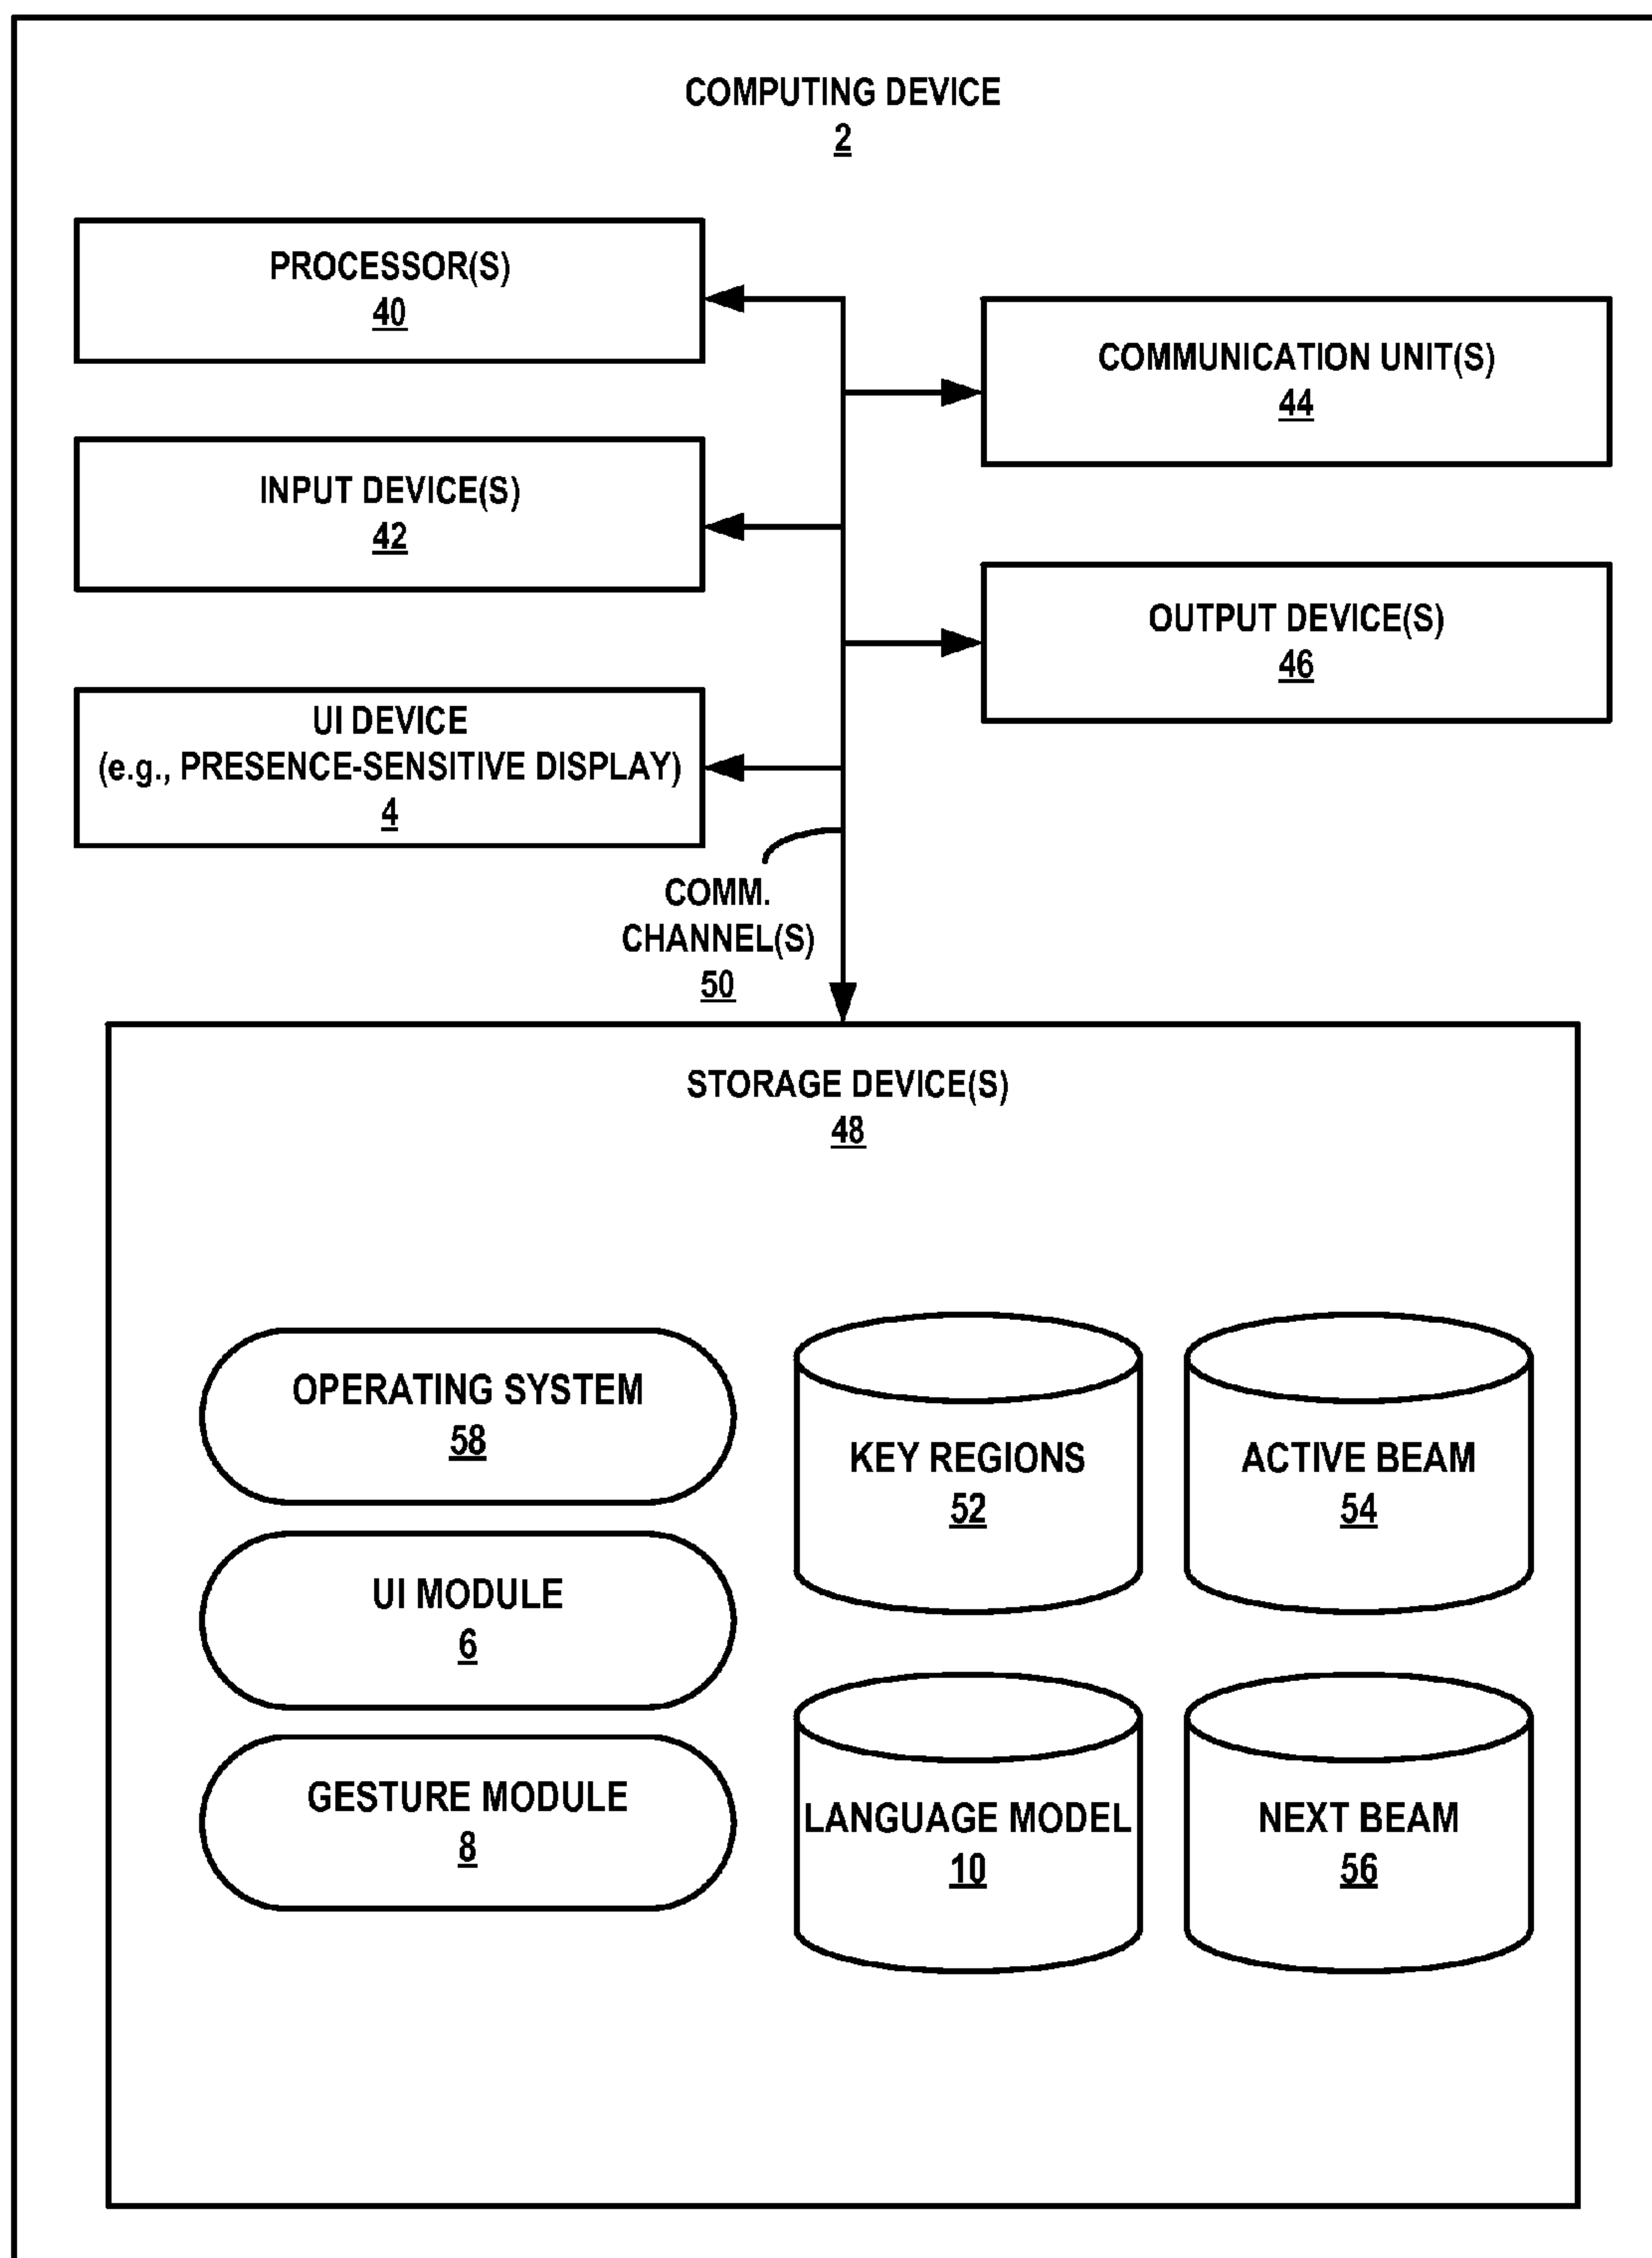 COMPUTING DEVICE
2
PROCESSOR(S)
40
COMMUNICATION UNIT(S)
44
INPUT DEVICE(S)
42
OUTPUT DEVICE(S)
46
UI DEVICE
(e.g., PRESENCE-SENSITIVE DISPLAY)
4
COMM.
CHANNEL(S)
50
STORAGE DEVICE(S)
48
OPERATING SYSTEM
58
KEY REGIONS
52
ACTIVE BEAM
54
UI MODULE
6
GESTURE MODULE
8
LANGUAGE MODEL
10
NEXT BEAM
56